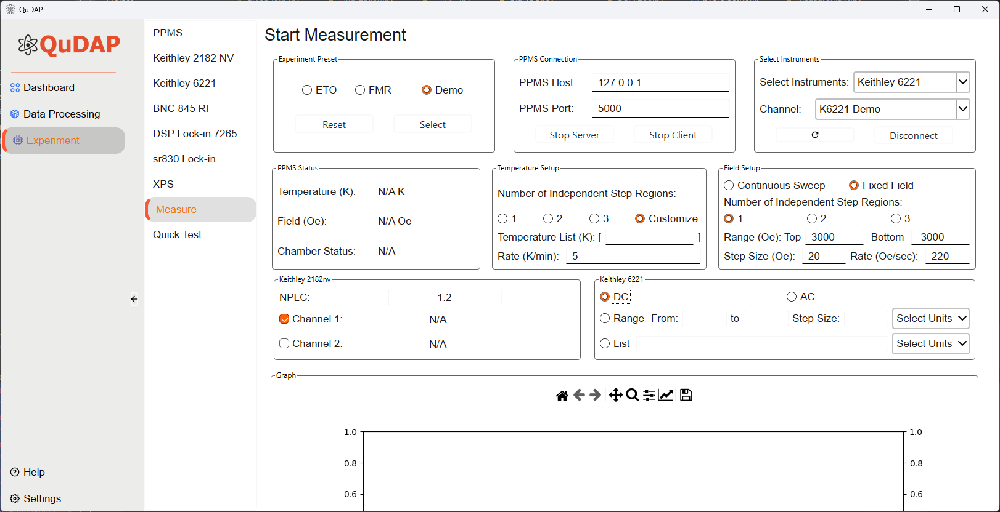 QuDAP
QuDAP
Dashboard
Data Processing
Experiment
Help
Settings
PPMS
Keithley 2182 NV
Keithley 6221
BNC 845 RF
DSP Lock-in 7265
sr830 Lock-in
XPS
Measure
Quick Test
Start Measurement
Experiment Preset
ETO FMR Demo
Reset Select
PPMS Connection
PPMS Host: 127.0.0.1
PPMS Port: 5000
Stop Server Stop Client
Select Instruments
Select Instruments: Keithley 6221
Channel: K6221 Demo
Disconnect
PPMS Status
Temperature (K): N/A K
Field (Oe): N/A Oe
Chamber Status: N/A
Temperature Setup
Number of Independent Step Regions:
1 2 3 Customize
Temperature List (K): [ ]
Rate (K/min): 5
Field Setup
Continuous Sweep Fixed Field
Number of Independent Step Regions:
1 2 3
Range (Oe): Top 3000 Bottom -3000
Step Size (Oe): 20 Rate (Oe/sec): 220
Keithley 2182nv
NPLC: 1.2
Channel 1: N/A
Channel 2: N/A
Keithley 6221
DC AC
Range From: to Step Size: Select Units
List Select Units
Graph
1.0 1.0
0.8 0.8
0.6 0.6